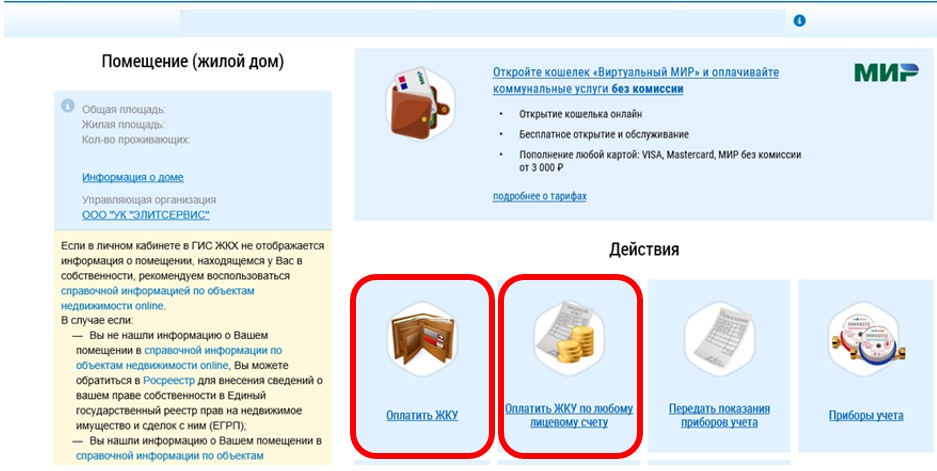 Помещение (жилой дом)
Общая площадь:
Жилая площадь:
Кол-во проживающих:
Информация о доме
Управляющая организация
ООО "УК "ЭЛИТСЕРВИС"
Если в личном кабинете в ГИС ЖКХ не отображается
информация о помещении, находящемся у Вас в
собственности, рекомендуем воспользоваться
справочной информацией по объектам
недвижимости online.
В случае если:
— Вы не нашли информацию о Вашем
помещении в справочной информации по
объектам недвижимости online, Вы можете
обратиться в Росреестр для внесения сведений о
вашем праве собственности в Единый
государственный реестр прав на недвижимое
имущество и сделок с ним (ЕГРП);
— Вы нашли информацию о Вашем помещении в
справочной информации по объектам
Откройте кошелек «Виртуальный МИР» и оплачивайте
коммунальные услуги без комиссии
МИР
• Открытие кошелька онлайн
• Бесплатное открытие и обслуживание
• Пополнение любой картой: VISA, Mastercard, МИР без комиссии
от 3 000 ₽
подробнее о тарифах
Действия
Оплатить ЖКУ
Оплатить ЖКУ по любому
лицевому счету
Передать показания
приборов учета
Приборы учета